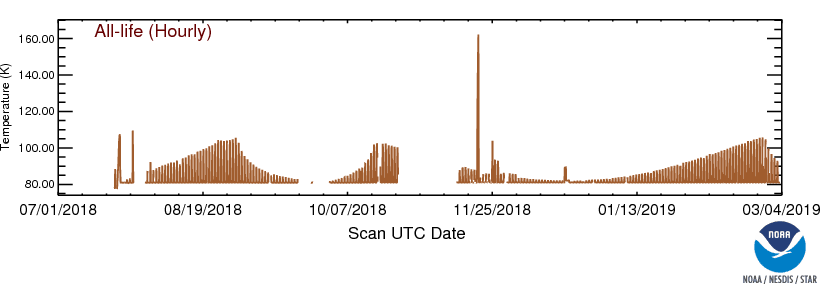 All-life (Hourly)
160.00
140.00
120.00
100.00
80.00
Temperature (K)
07/01/2018 08/19/2018 10/07/2018 11/25/2018 01/13/2019 03/04/2019
Scan UTC Date
NOAA
NOAA / NESDIS / STAR